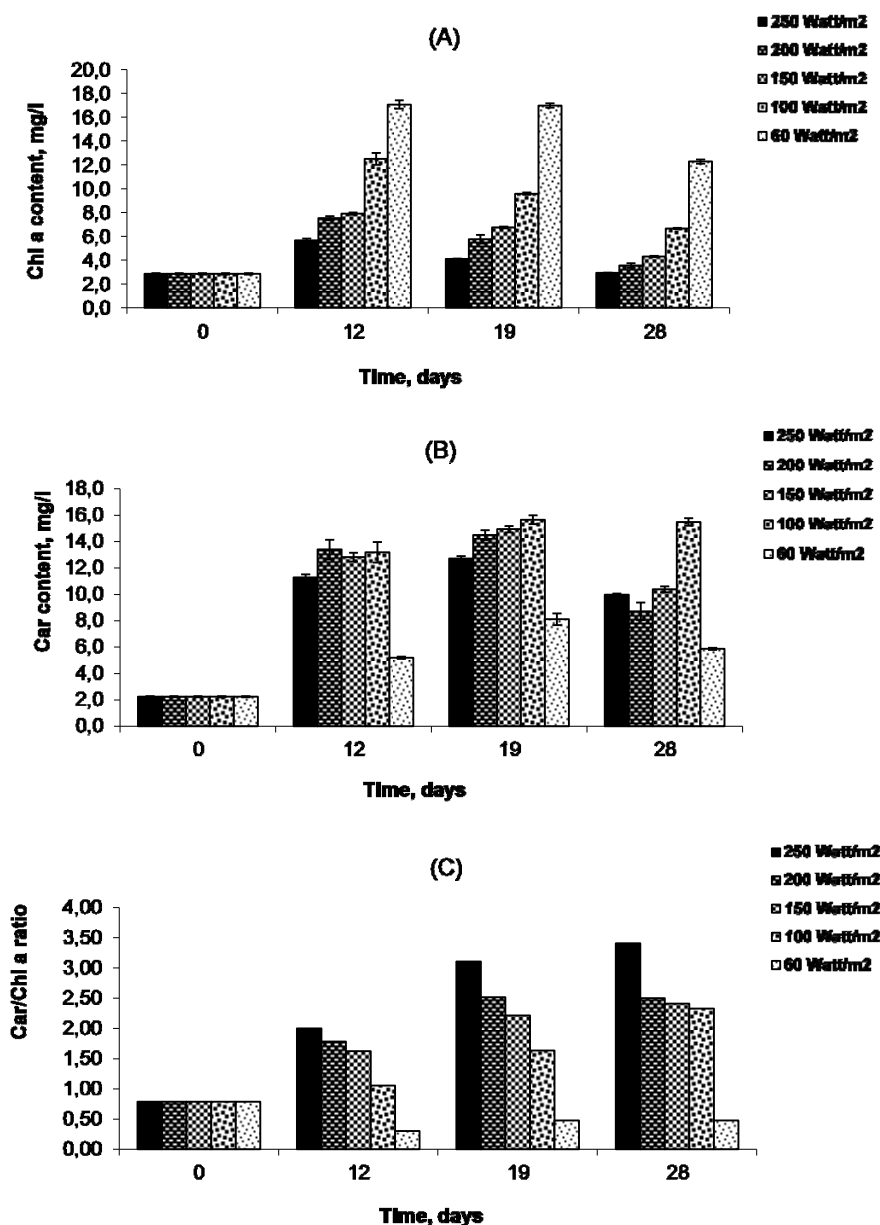 (A)
250 Watt/m2
200 Watt/m2
150 Watt/m2
100 Watt/m2
60 Watt/m2
Chl a content, mg/l
20,0
18,0
16,0
14,0
12,0
10,0
8,0
6,0
4,0
2,0
0,0
0 12 19 28
Time, days
(B)
250 Watt/m2
200 Watt/m2
150 Watt/m2
100 Watt/m2
60 Watt/m2
Car content, mg/l
18,0
16,0
14,0
12,0
10,0
8,0
6,0
4,0
2,0
0,0
0 12 19 28
Time, days
(C)
250 Watt/m2
200 Watt/m2
150 Watt/m2
100 Watt/m2
60 Watt/m2
Car/Chl a ratio
4,00
3,50
3,00
2,50
2,00
1,50
1,00
0,50
0,00
0 12 19 28
Time, days